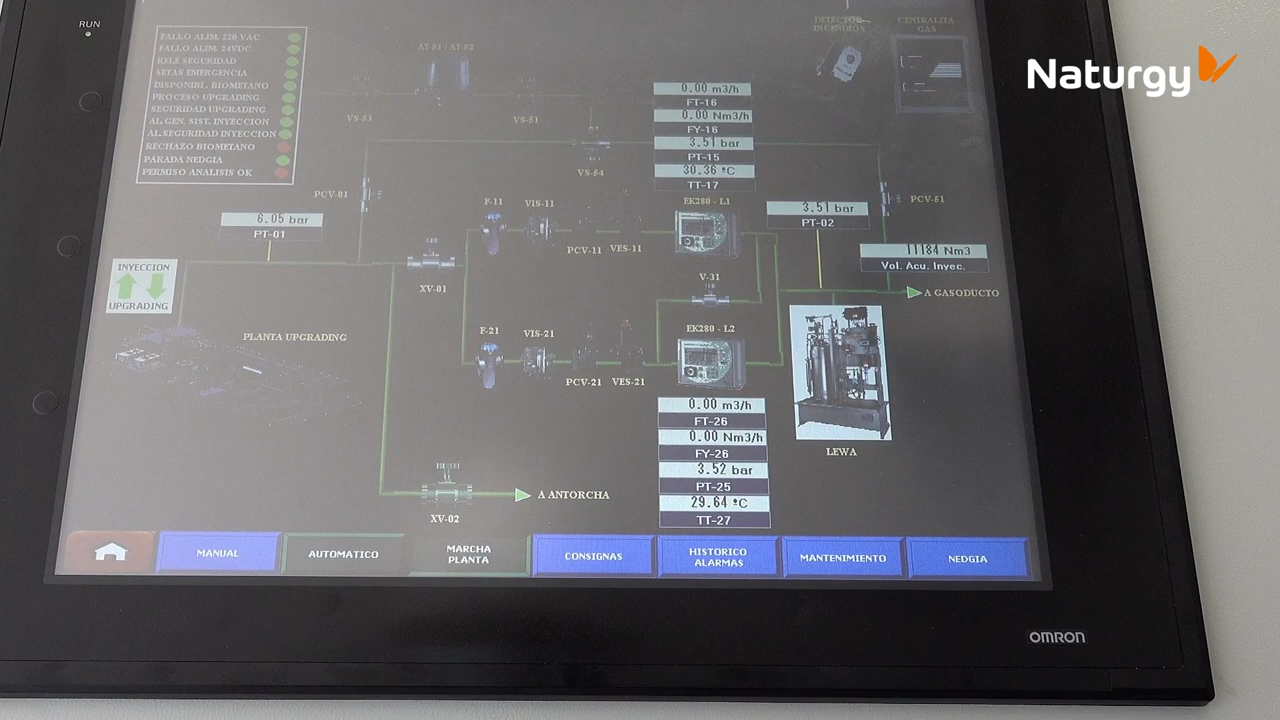 RUN
FALLO ALIM. 220 VAC
FALLO ALIM. 24VDC
RELE SEGURIDAD
SETAS EMERGENCIA
DISPONIBI. BIOMETANO
PROCESO UPGRADING
SEGURIDAD UPGRADING
AL.GEN. SIST. INYECCION
AL.SEGURIDAD INYECCION
RECHAZO BIOMETANO
PARADA NEDGIA
PERMISO ANALISIS OK
AT-51 / AT-52
DETECTOR
INCENDIOS
CENTRALITA
GAS
Naturgy
VS-53
VS-51
VS-54
0.00 m3/h
FT-16
0.00 Nm3/h
FY-16
3.51 bar
PT-15
30.36 ºC
TT-17
PCV-01
F-11
VIS-11
EK280 - L1
PCV-51
6.05 bar
PT-01
3.51 bar
PT-02
PCV-11
VES-11
11184 Nm3
Vol. Acu. Inyec.
INYECCION
UPGRADING
XV-01
V-31
A GASODUCTO
PLANTA UPGRADING
F-21
VIS-21
EK280 - L2
PCV-21
VES-21
0.00 m3/h
FT-26
0.00 Nm3/h
FY-26
3.52 bar
PT-25
29.64 ºC
TT-27
LEWA
A ANTORCHA
XV-02
MANUAL
AUTOMATICO
MARCHA
PLANTA
CONSIGNAS
HISTORICO
ALARMAS
MANTENIMIENTO
NEDGIA
OMRON